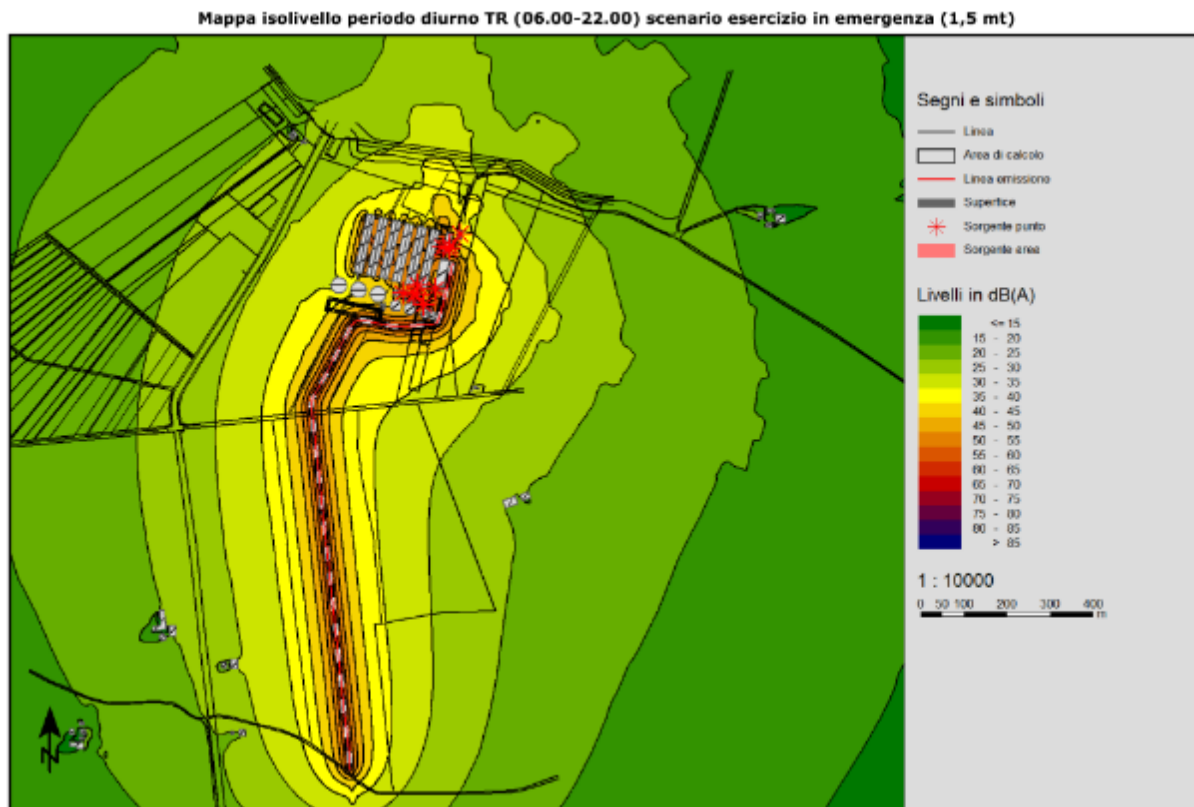 Mappa isolivello periodo diurno TR (06.00-22.00) scenario esercizio in emergenza (1,5 mt)
Segni e simboli
Linea
Area di calcolo
Linea emissione
Superfice
Sorgente punto
Sorgente area
Livelli in dB(A)
<= 15
15 - 20
20 - 25
25 - 30
30 - 35
35 - 40
40 - 45
45 - 50
50 - 55
55 - 60
60 - 65
65 - 70
70 - 75
75 - 80
80 - 85
> 85
1 : 10000
0 50 100 200 300 400
m
N